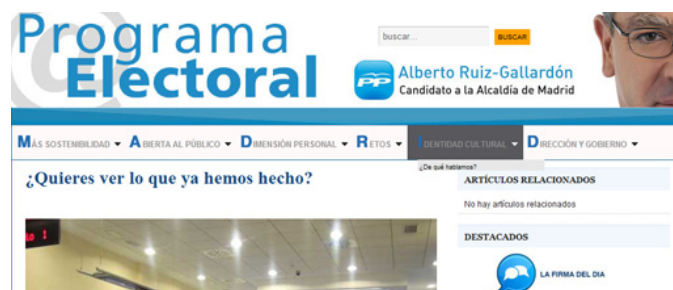 Programa
Electoral
buscar...
BUSCAR
PP
Alberto Ruiz-Gallardón
Candidato a la Alcaldía de Madrid
MÁS SOSTENIBILIDAD
ABIERTA AL PÚBLICO
DIMENSIÓN PERSONAL
RETOS
IDENTIDAD CULTURAL
DIRECCIÓN Y GOBIERNO
¿De qué hablamos?
¿Quieres ver lo que ya hemos hecho?
ARTÍCULOS RELACIONADOS
No hay artículos relacionados
DESTACADOS
LA FIRMA DEL DIA